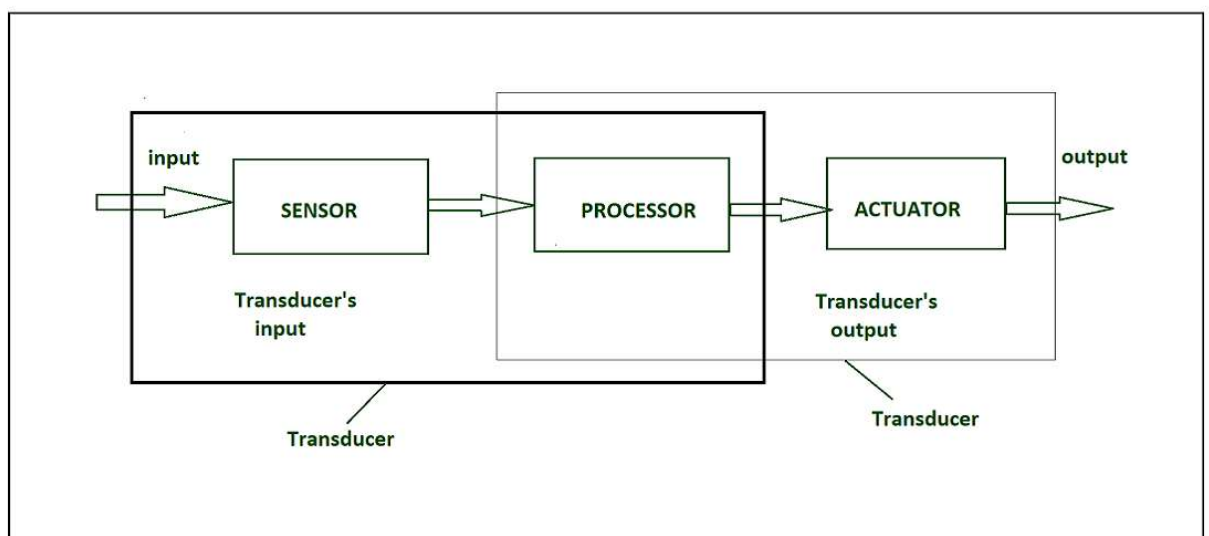 input
output
SENSOR
PROCESSOR
ACTUATOR
Transducer's
input
Transducer's
output
Transducer
Transducer